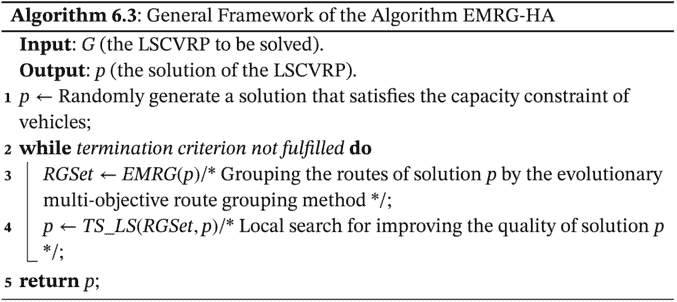 Algorithm 6.3: General Framework of the Algorithm EMRG-HA
Input: G (the LSCVRP to be solved).
Output: p (the solution of the LSCVRP).
1 p ← Randomly generate a solution that satisfies the capacity constraint of
vehicles;
2 while termination criterion not fulfilled do
3 RGSet ← EMRG(p)/* Grouping the routes of solution p by the evolutionary
multi-objective route grouping method */;
4 p ← TS_LS(RGSet, p)/* Local search for improving the quality of solution p
*/;
5 return p;